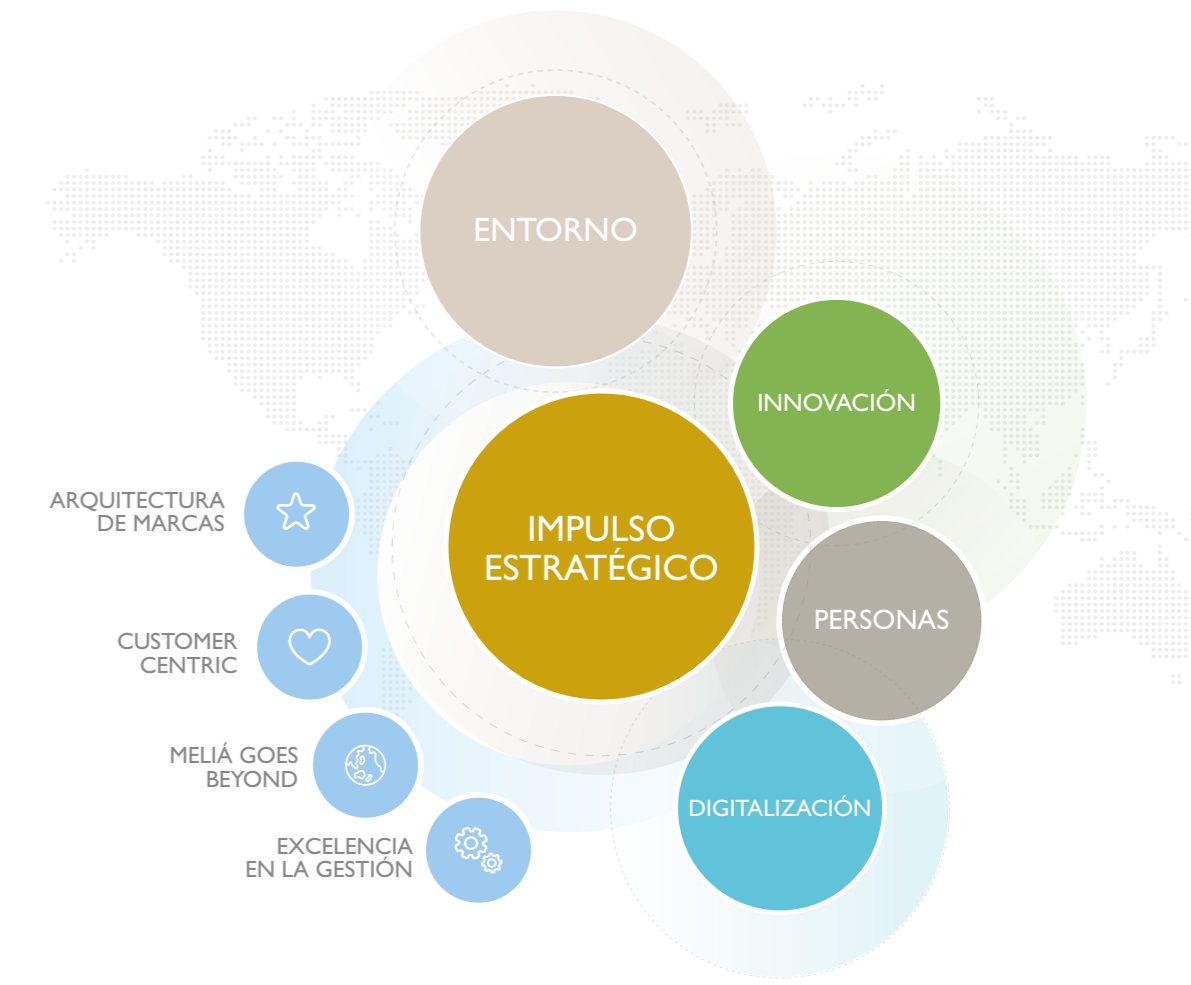 ENTORNO
INNOVACIÓN
IMPULSO
ESTRATÉGICO
PERSONAS
DIGITALIZACIÓN
ARQUITECTURA
DE MARCAS
CUSTOMER
CENTRIC
MELIÁ GOES
BEYOND
EXCELENCIA
EN LA GESTIÓN